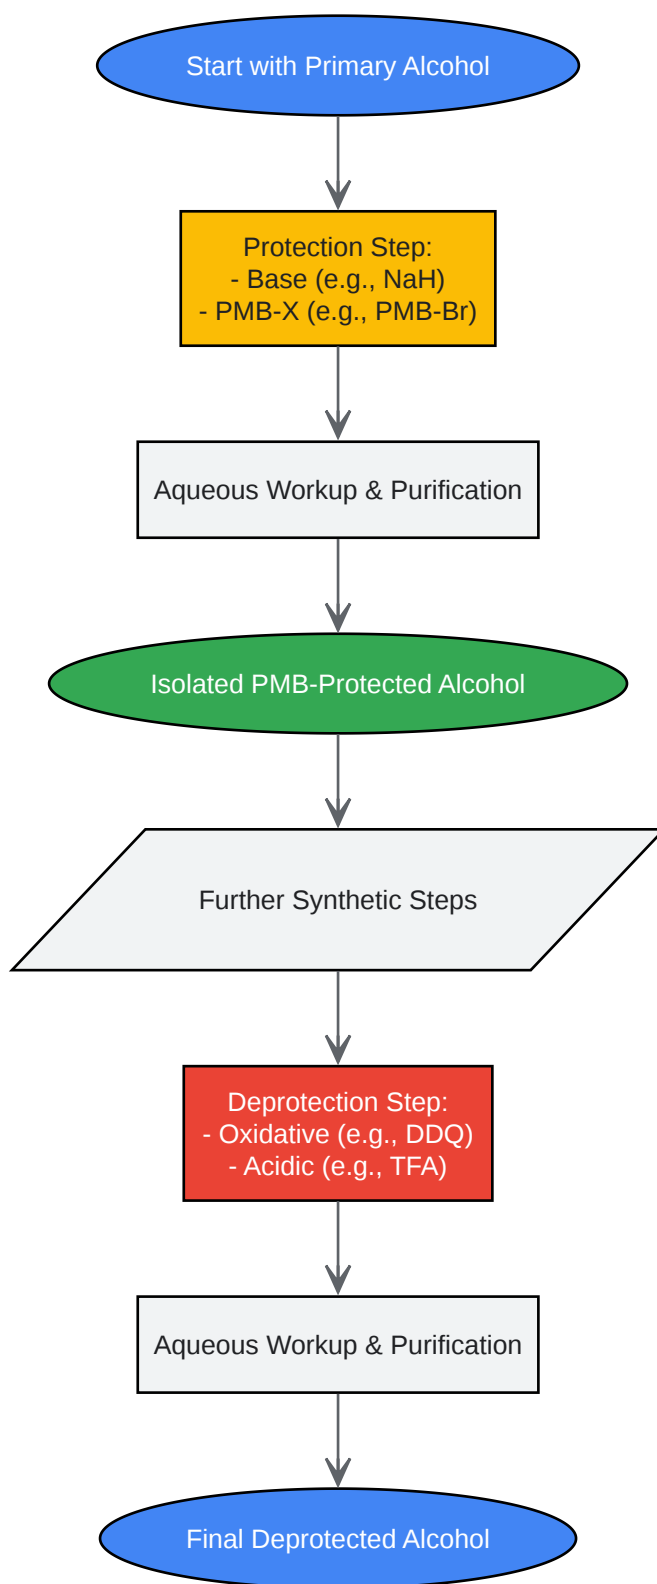 Start with Primary Alcohol
Protection Step:
- Base (e.g., NaH)
- PMB-X (e.g., PMB-Br)
Aqueous Workup & Purification
Isolated PMB-Protected Alcohol
Further Synthetic Steps
Deprotection Step:
- Oxidative (e.g., DDQ)
- Acidic (e.g., TFA)
Aqueous Workup & Purification
Final Deprotected Alcohol